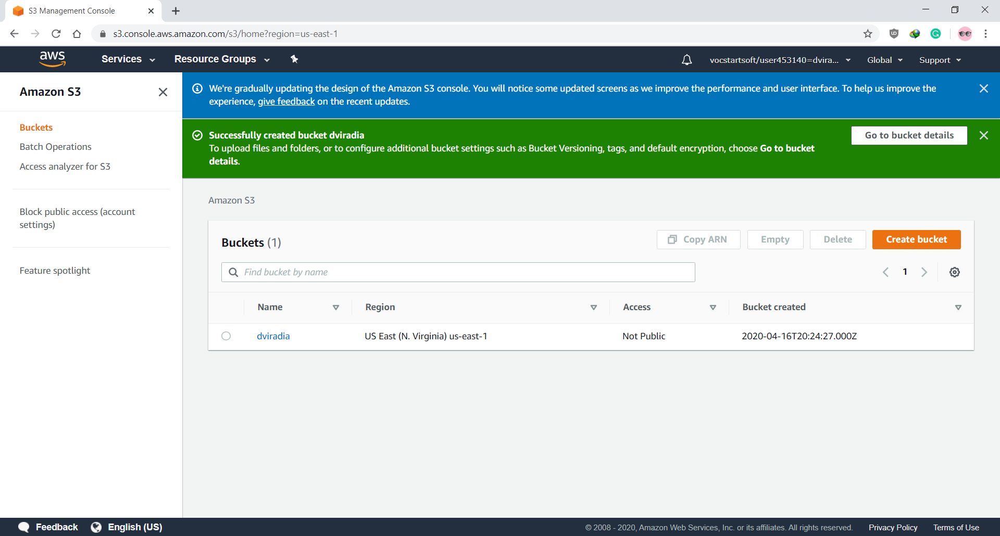 S3 Management Console
s3.console.aws.amazon.com/s3/home?region=us-east-1
aws
Services
Resource Groups
vocstartsoft/user453140=dvira...
Global
Support
Amazon S3
Buckets
Batch Operations
Access analyzer for S3
Block public access (account
settings)
Feature spotlight
We're gradually updating the design of the Amazon S3 console. You will notice some updated screens as we improve the performance and user interface. To help us improve the
experience, give feedback on the recent updates.
Successfully created bucket dviradia
To upload files and folders, or to configure additional bucket settings such as Bucket Versioning, tags, and default encryption, choose Go to bucket
details.
Go to bucket details
Amazon S3
Buckets (1)
Copy ARN
Empty
Delete
Create bucket
Find bucket by name
1
Name
Region
Access
Bucket created
dviradia
US East (N. Virginia) us-east-1
Not Public
2020-04-16T20:24:27.000Z
Feedback
English (US)
© 2008 - 2020, Amazon Web Services, Inc. or its affiliates. All rights reserved.
Privacy Policy
Terms of Use